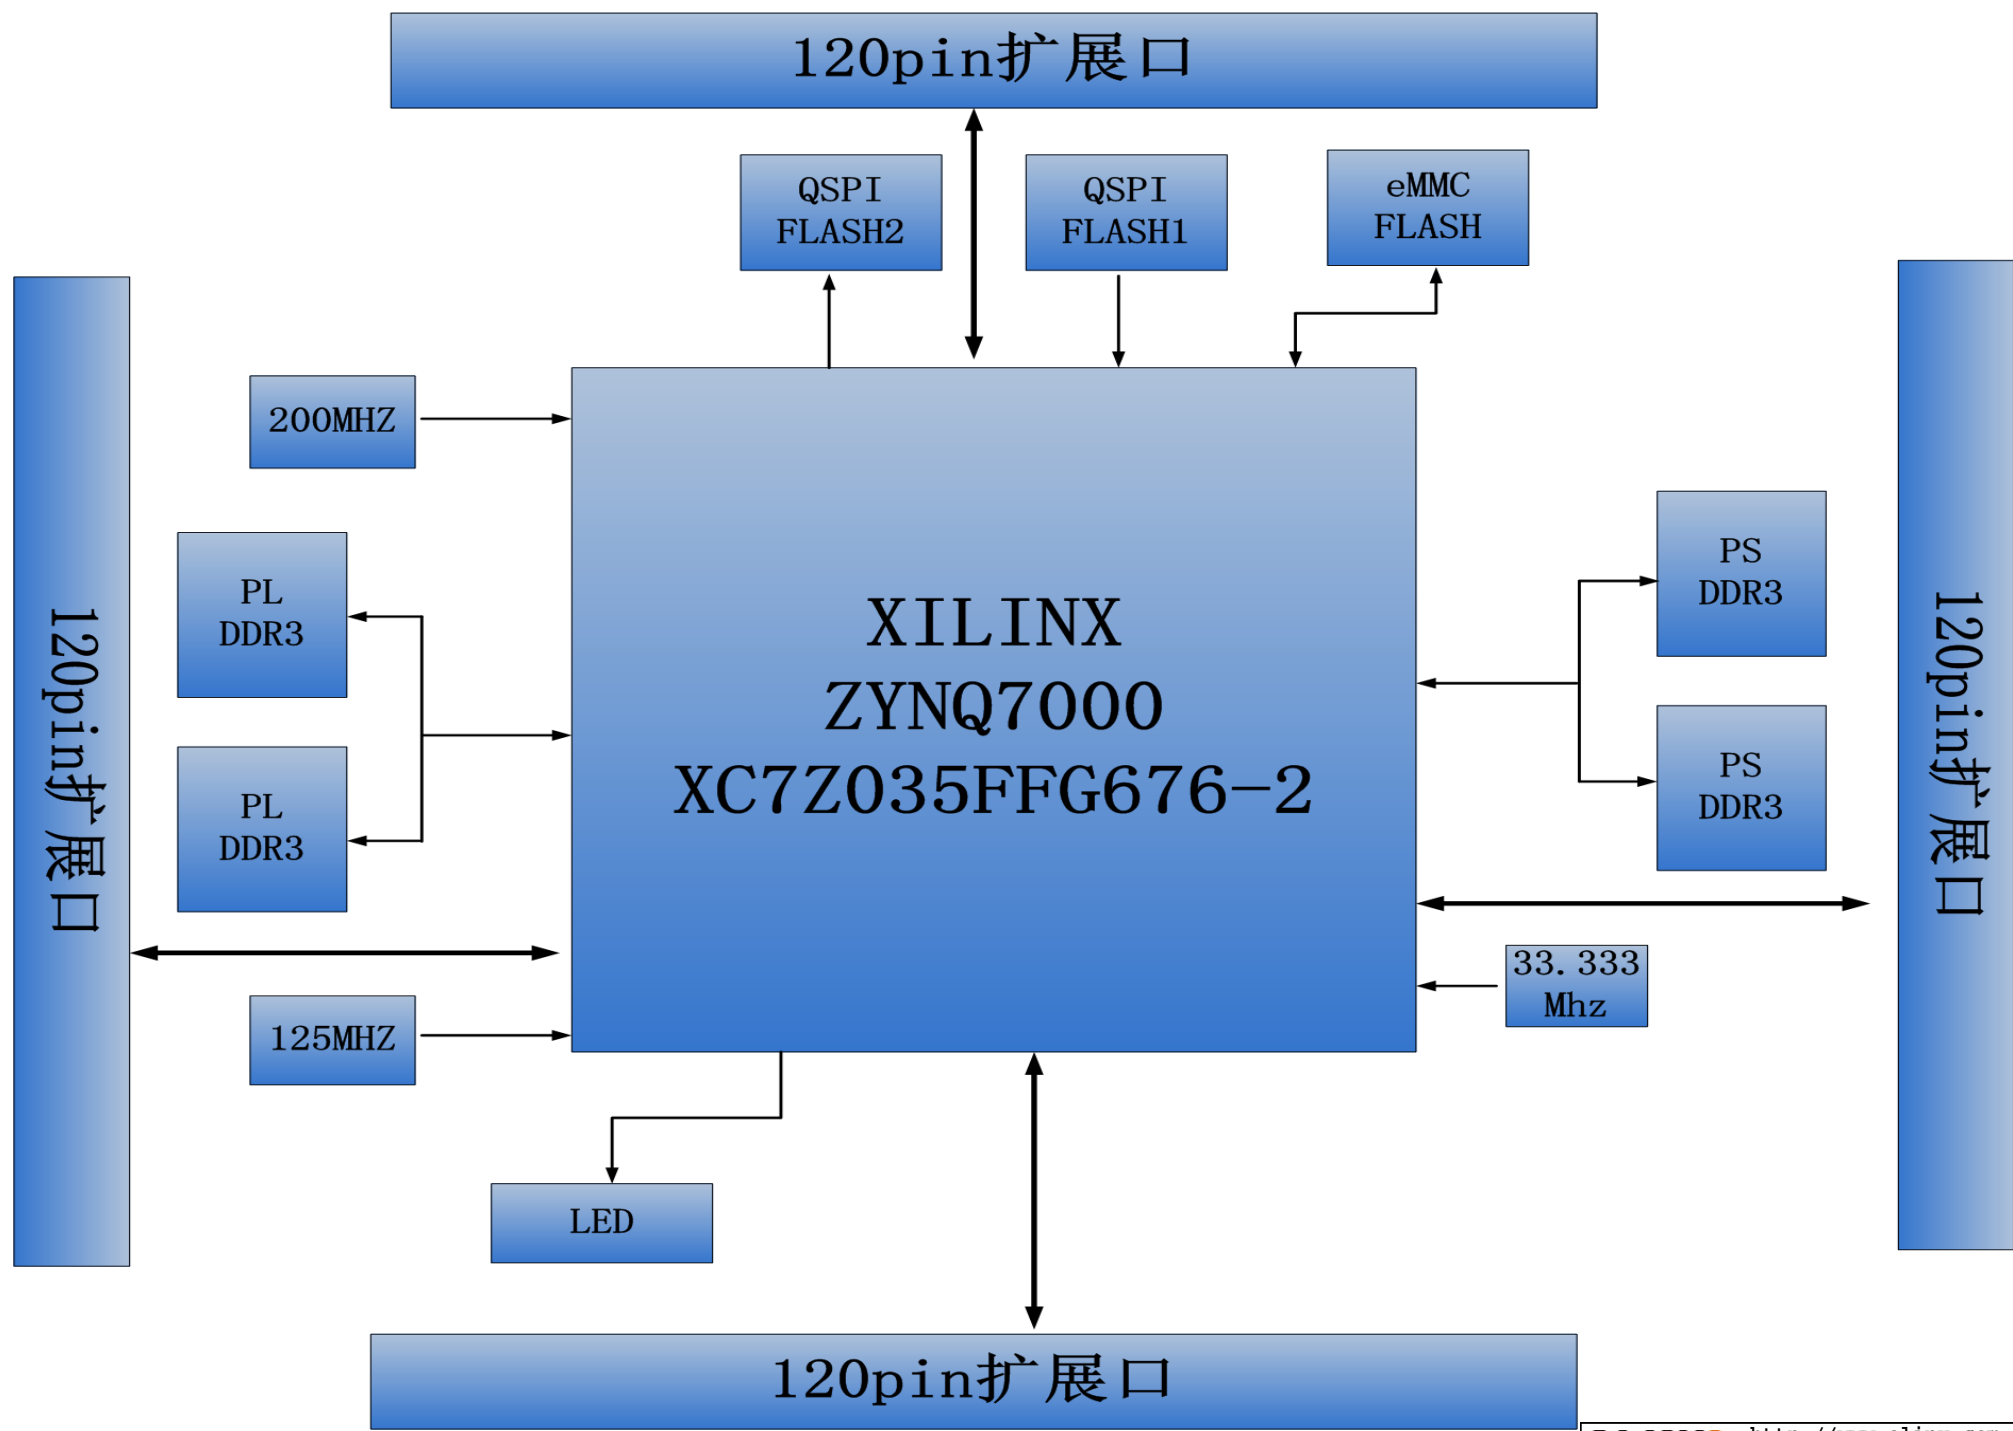 120pin扩展口
QSPI
FLASH2
QSPI
FLASH1
eMMC
FLASH
200MHZ
120pin扩展口
PL
DDR3
PL
DDR3
XILINX
ZYNQ7000
XC7Z035FFG676-2
PS
DDR3
PS
DDR3
120pin扩展口
33.333
Mhz
125MHZ
LED
120pin扩展口